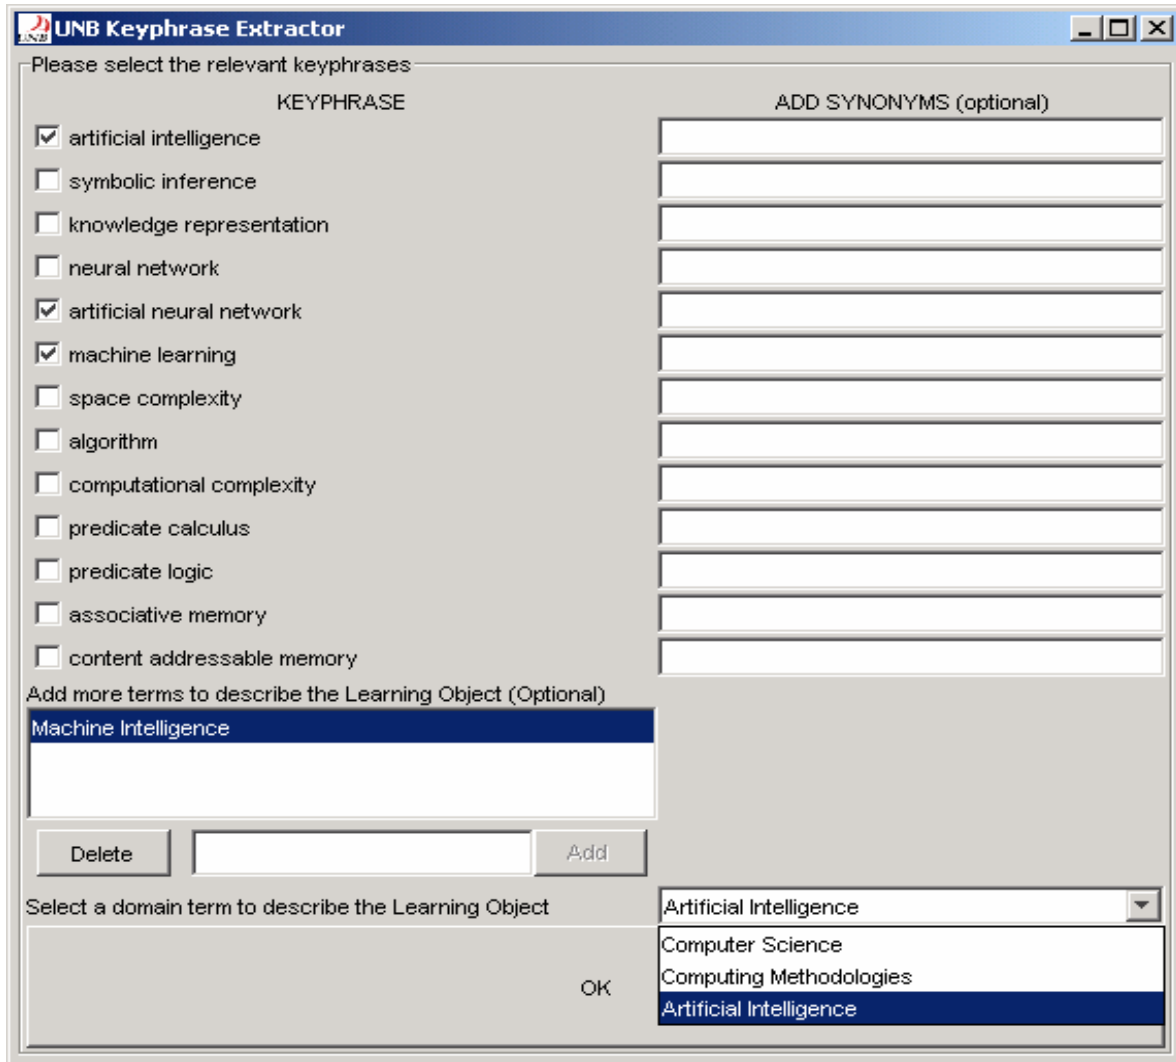 UNB UNB Keyphrase Extractor
Please select the relevant keyphrases
KEYPHRASE ADD SYNONYMS (optional)
artificial intelligence
symbolic inference
knowledge representation
neural network
artificial neural network
machine learning
space complexity
algorithm
computational complexity
predicate calculus
predicate logic
associative memory
content addressable memory
Add more terms to describe the Learning Object (Optional)
Machine Intelligence
Delete Add
Select a domain term to describe the Learning Object Artificial Intelligence
Computer Science
Computing Methodologies
OK
Artificial Intelligence